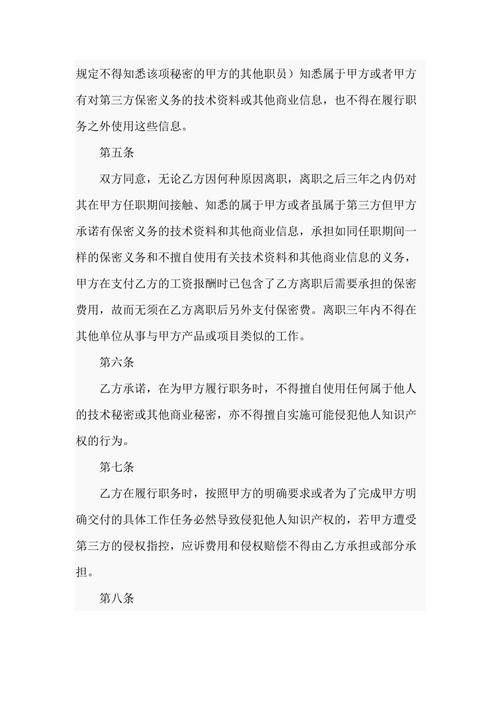 规定不得知悉该项秘密的甲方的其他职员）知悉属于甲方或者甲方
有对第三方保密义务的技术资料或其他商业信息，也不得在履行职
务之外使用这些信息。
第五条
双方同意，无论乙方因何种原因离职，离职之后三年之内仍对
其在甲方任职期间接触、知悉的属于甲方或者虽属于第三方但甲方
承诺有保密义务的技术资料和其他商业信息，承担如同任职期间一
样的保密义务和不擅自使用有关技术资料和其他商业信息的义务，
甲方在支付乙方的工资报酬时已包含了乙方离职后需要承担的保密
费用，故而无须在乙方离职后另外支付保密费。离职三年内不得在
其他单位从事与甲方产品或项目类似的工作。
第六条
乙方承诺，在为甲方履行职务时，不得擅自使用任何属于他人
的技术秘密或其他商业秘密，亦不得擅自实施可能侵犯他人知识产
权的行为。
第七条
乙方在履行职务时，按照甲方的明确要求或者为了完成甲方明
确交付的具体工作任务必然导致侵犯他人知识产权的，若甲方遭受
第三方的侵权指控，应诉费用和侵权赔偿不得由乙方承担或部分承
担。
第八条